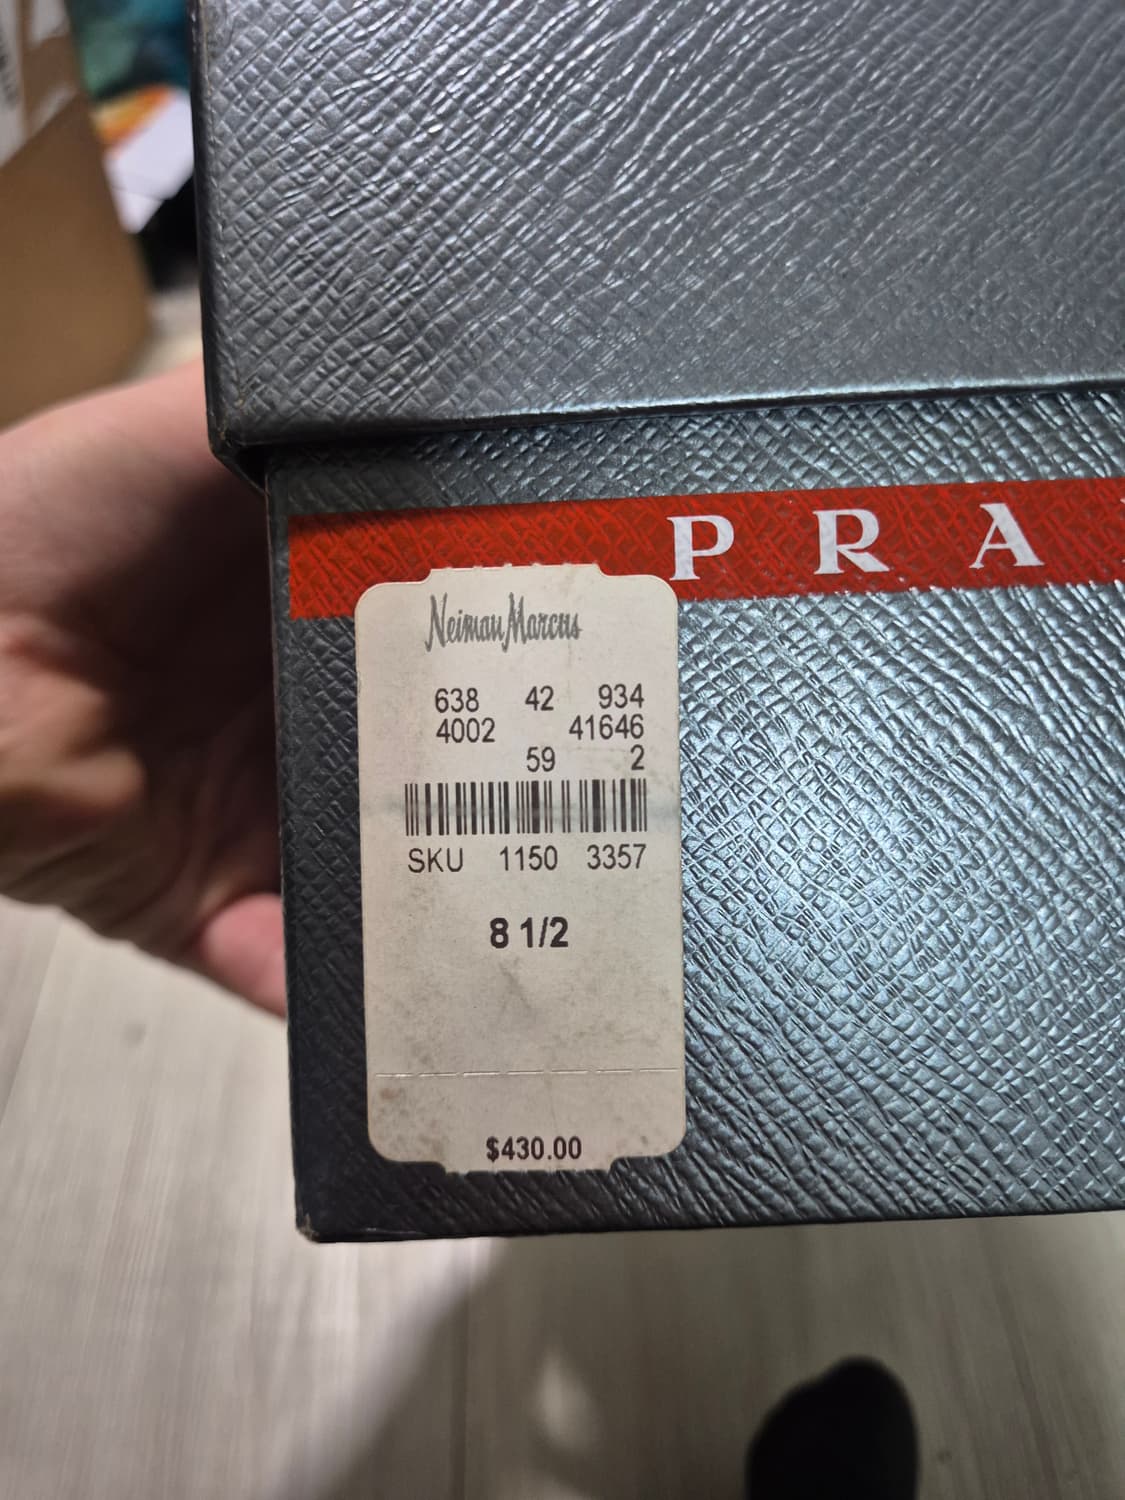 PRA
Neiman Marcus
638 42 934
4002 41646
59 2
SKU 1150 3357
8 1/2
$430.00